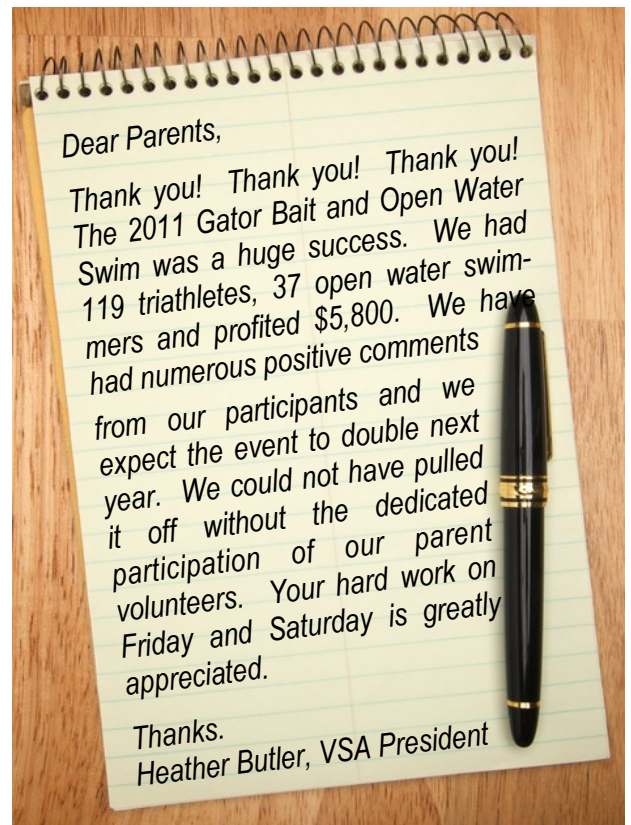 Dear Parents,
Thank you! Thank you! Thank you!
The 2011 Gator Bait and Open Water
Swim was a huge success. We had
119 triathletes, 37 open water swim-
mers and profited $5,800. We have
had numerous positive comments
from our participants and we
expect the event to double next
year. We could not have pulled
it off without the dedicated
participation of our parent
volunteers. Your hard work on
Friday and Saturday is greatly
appreciated.
Thanks.
Heather Butler, VSA President